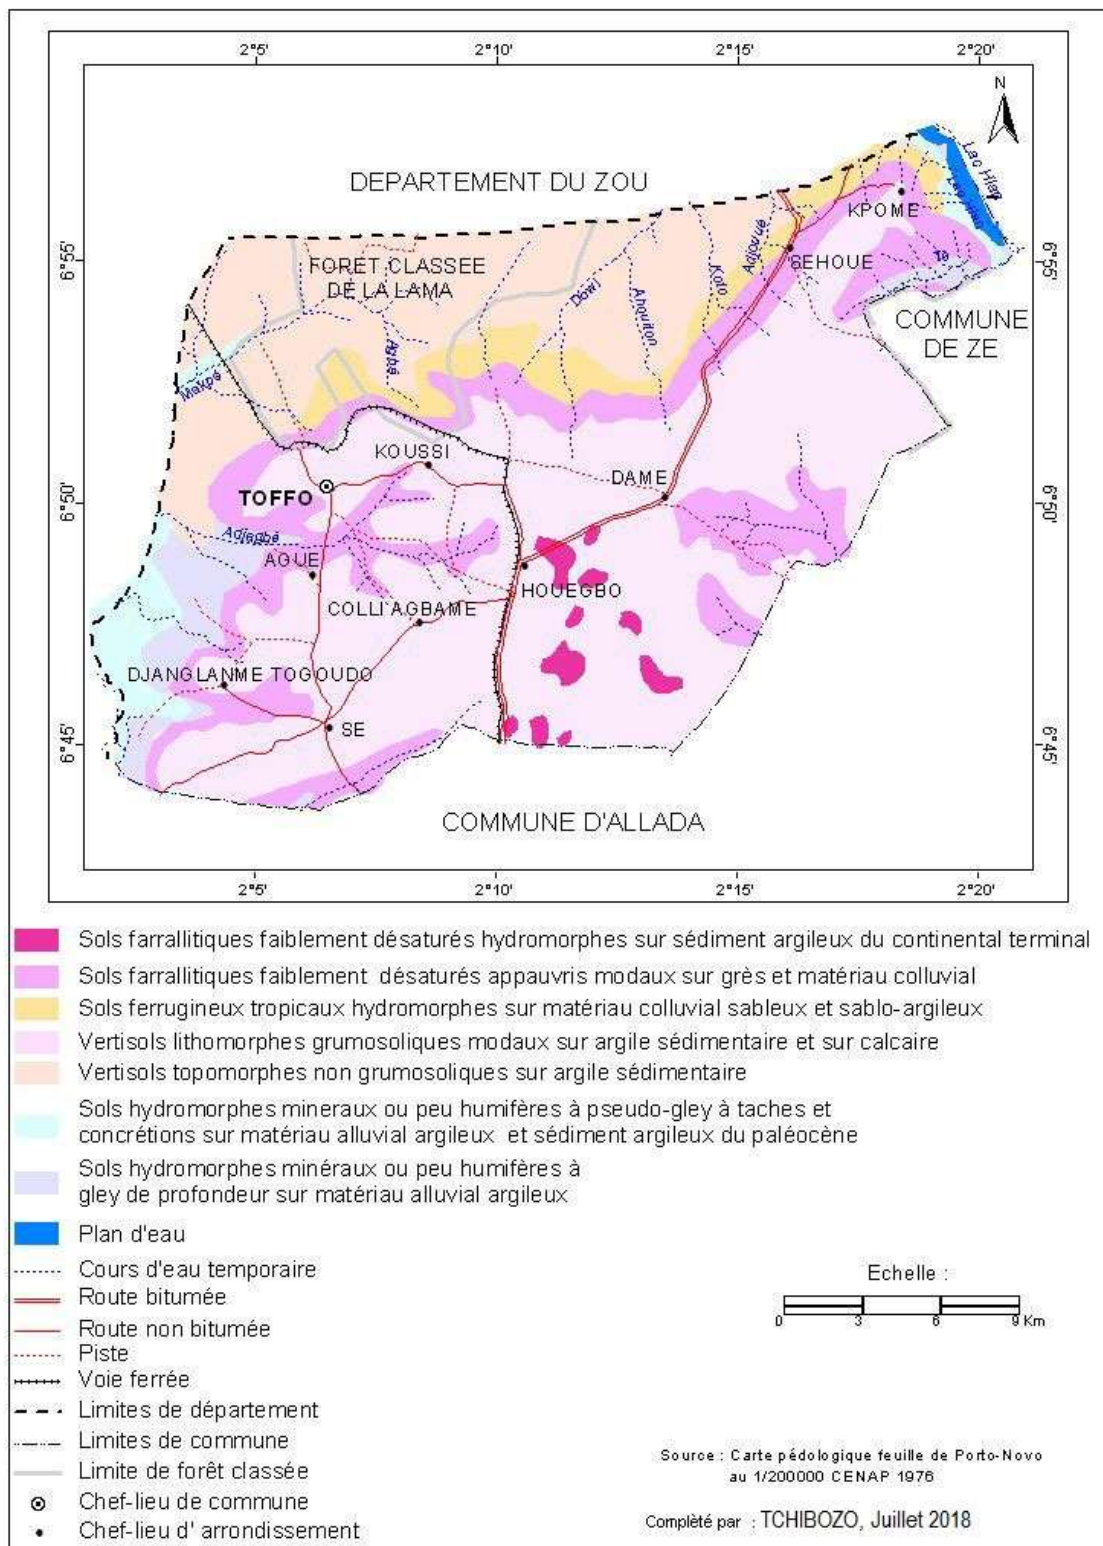 2°5'
2°10'
2°15'
2°20'
N
DEPARTEMENT DU ZOU
Lac Hlan
Lac Hlan
KPOME
6°55'
6°55'
FORET CLASSEE
DE LA LAMA
Dowi
Ahouiton
Koto
Adjoué
SEHOUE
Tò
COMMUNE
DE ZE
Makpé
Agbé
KOUSSI
TOFFO
DAME
6°50'
6°50'
Adjagbé
AGUE
HOUEGBO
COLLI AGBAME
DJANGLANME TOGOUDO
SE
6°45'
6°45'
COMMUNE D'ALLADA
2°5'
2°10'
2°15'
2°20'
Sols farrallitiques faiblement désaturés hydromorphes sur sédiment argileux du continental terminal
Sols farrallitiques faiblement désaturés appauvris modaux sur grès et matériau colluvial
Sols ferrugineux tropicaux hydromorphes sur matériau colluvial sableux et sablo-argileux
Vertisols lithomorphes grumosoliques modaux sur argile sédimentaire et sur calcaire
Vertisols topomorphes non grumosoliques sur argile sédimentaire
Sols hydromorphes mineraux ou peu humifères à pseudo-gley à taches et
concrétions sur matériau alluvial argileux et sédiment argileux du paléocène
Sols hydromorphes minéraux ou peu humifères à
gley de profondeur sur matériau alluvial argileux
Plan d'eau
Cours d'eau temporaire
Route bitumée
Route non bitumée
Piste
Voie ferrée
Limites de département
Limites de commune
Limite de forêt classée
Chef-lieu de commune
Chef-lieu d' arrondissement
Echelle :
0 3 6 9 Km
Source : Carte pédologique feuille de Porto-Novo
au 1/200000 CENAP 1976
Complèté par : TCHIBOZO, Juillet 2018